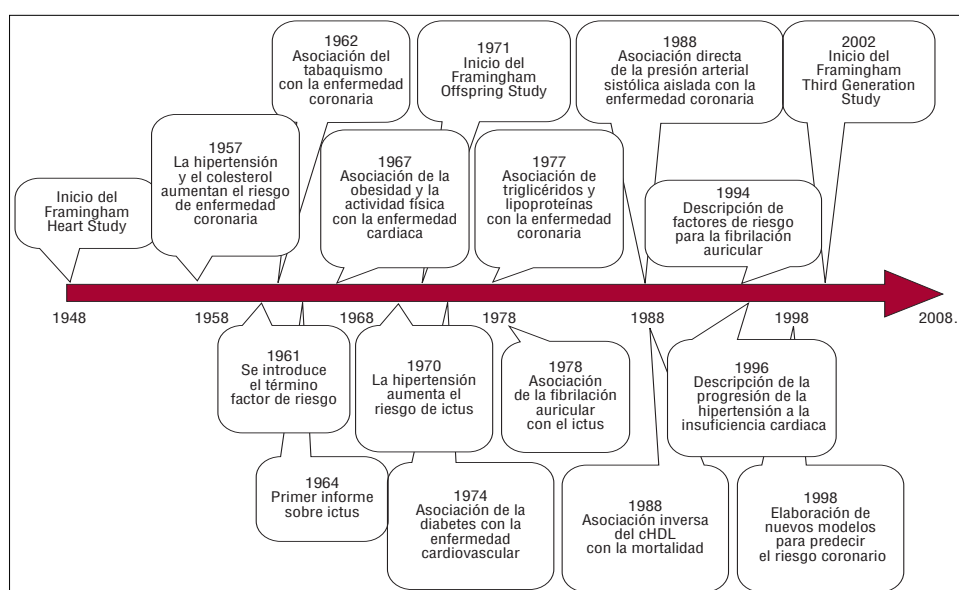 Inicio del
Framingham
Heart Study
1957
La hipertensión
y el colesterol
aumentan el riesgo
de enfermedad
coronaria
1962
Asociación del
tabaquismo
con la enfermedad
coronaria
1967
Asociación de la
obesidad y la
actividad física
con la enfermedad
cardiaca
1971
Inicio del
Framingham
Offspring Study
1977
Asociación de
triglicéridos y
lipoproteínas
con la enfermedad
coronaria
1988
Asociación directa
de la presión arterial
sistólica aislada con la
enfermedad coronaria
1994
Descripción de
factores de riesgo
para la fibrilación
auricular
2002
Inicio del
Framingham
Third Generation
Study
1948
1958
1968
1978
1988
1998
2008.
1961
Se introduce
el término
factor de riesgo
1964
Primer informe
sobre ictus
1970
La hipertensión
aumenta el
riesgo de ictus
1974
Asociación de la
diabetes con la
enfermedad
cardiovascular
1978
Asociación
de la fibrilación
auricular
con el ictus
1988
Asociación inversa
del cHDL
con la mortalidad
1996
Descripción de la
progresión de la
hipertensión a la
insuficiencia cardiaca
1998
Elaboración de
nuevos modelos
para predecir
el riesgo coronario